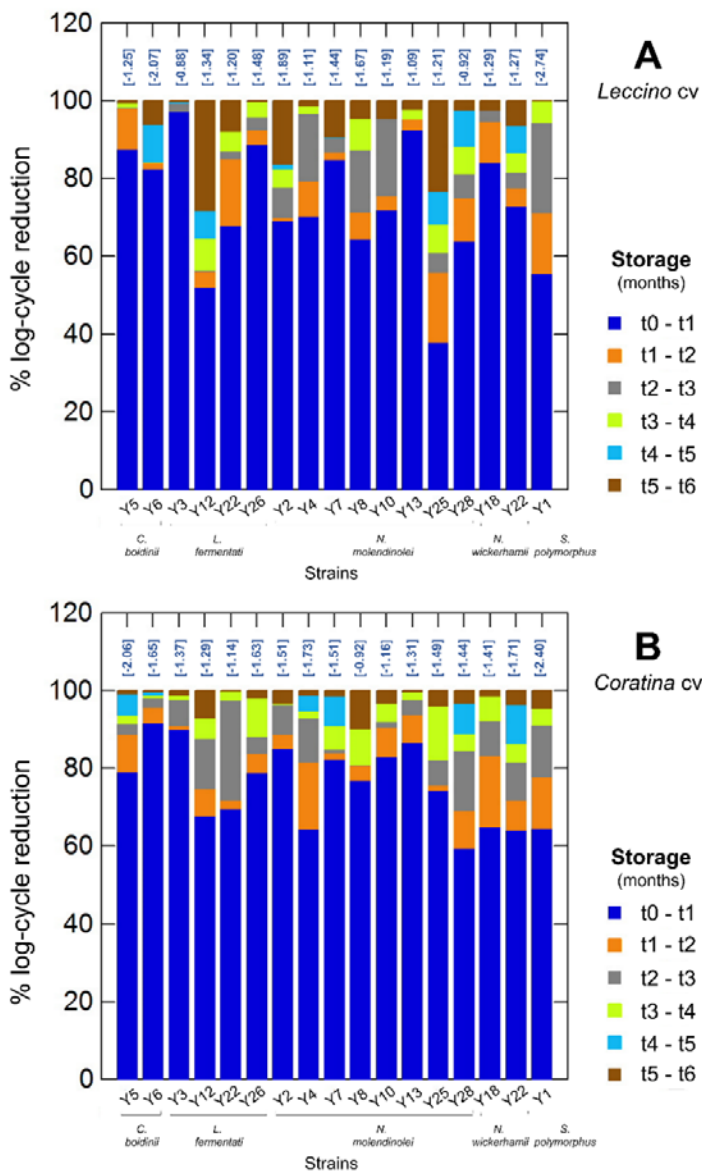 120
100
80
60
40
20
0
% log-cycle reduction
[-1.25] [-2.07] [-0.88] [-1.34] [-1.20] [-1.48] [-1.89] [-1.11] [-1.44] [-1.67] [-1.19] [-1.09] [-1.21] [-0.92] [-1.29] [-1.27] [-2.74]
A
Leccino cv
Storage
(months)
t0 - t1
t1 - t2
t2 - t3
t3 - t4
t4 - t5
t5 - t6
Y5 Y6 Y3 Y12 Y22 Y26 Y2 Y4 Y7 Y8 Y10 Y13 Y25 Y28 Y18 Y22 Y1
C. L. N. N. S.
boidinii fermentati molendinolei wickerhamii polymorphus
Strains
120
100
80
60
40
20
0
% log-cycle reduction
[-2.06] [-1.65] [-1.37] [-1.29] [-1.14] [-1.63] [-1.51] [-1.73] [-1.51] [-0.92] [-1.16] [-1.31] [-1.49] [-1.44] [-1.41] [-1.71] [-2.40]
B
Coratina cv
Storage
(months)
t0 - t1
t1 - t2
t2 - t3
t3 - t4
t4 - t5
t5 - t6
Y5 Y6 Y3 Y12 Y22 Y26 Y2 Y4 Y7 Y8 Y10 Y13 Y25 Y28 Y18 Y22 Y1
C. L. N. N. S.
boidinii fermentati molendinolei wickerhamii polymorphus
Strains